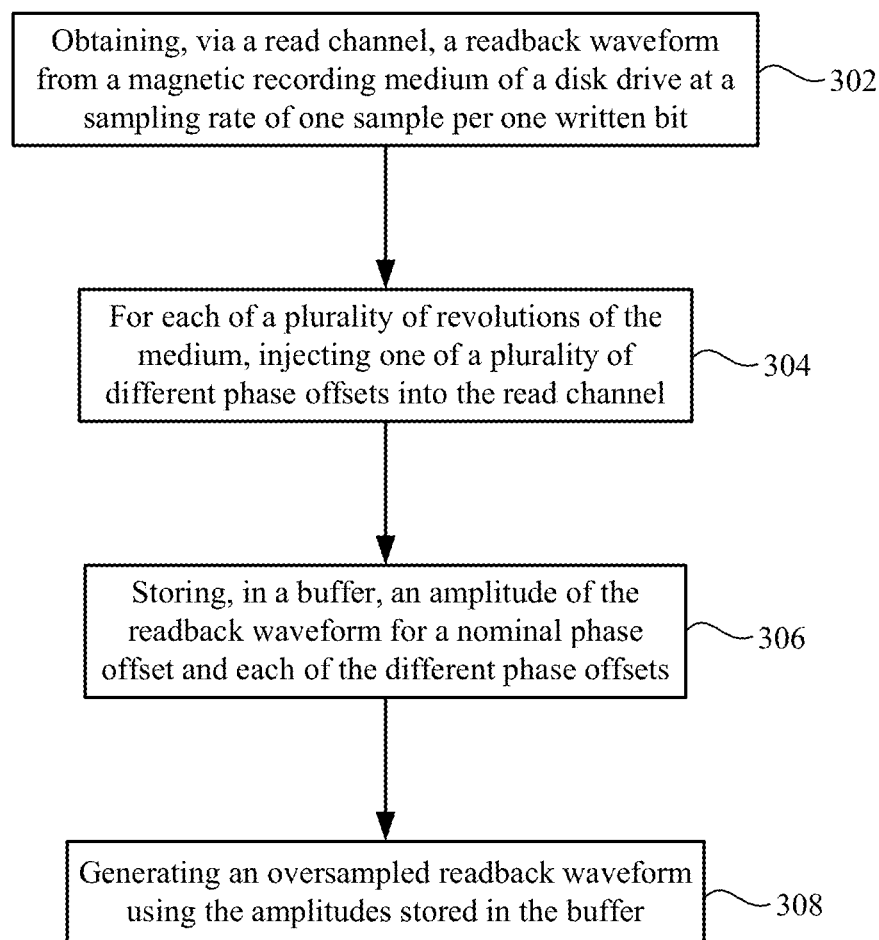 Obtaining, via a read channel, a readback waveform
from a magnetic recording medium of a disk drive at a
sampling rate of one sample per one written bit
302
For each of a plurality of revolutions of the
medium, injecting one of a plurality of
different phase offsets into the read channel
304
Storing, in a buffer, an amplitude of the
readback waveform for a nominal phase
offset and each of the different phase offsets
306
Generating an oversampled readback waveform
using the amplitudes stored in the buffer
308